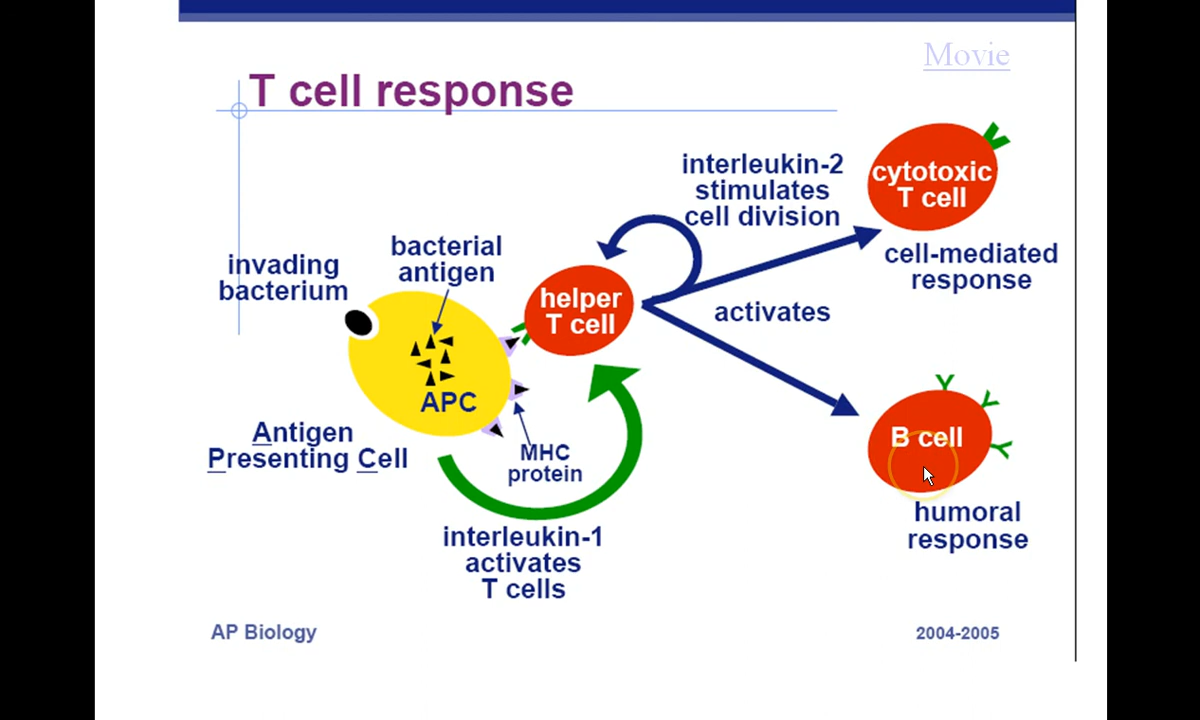 Movie
T cell response
interleukin-2
stimulates
cell division
cytotoxic
T cell
cell-mediated
response
invading
bacterium
bacterial
antigen
helper
T cell
activates
APC
Antigen
Presenting Cell
MHC
protein
B cell
humoral
response
interleukin-1
activates
T cells
AP Biology
2004-2005